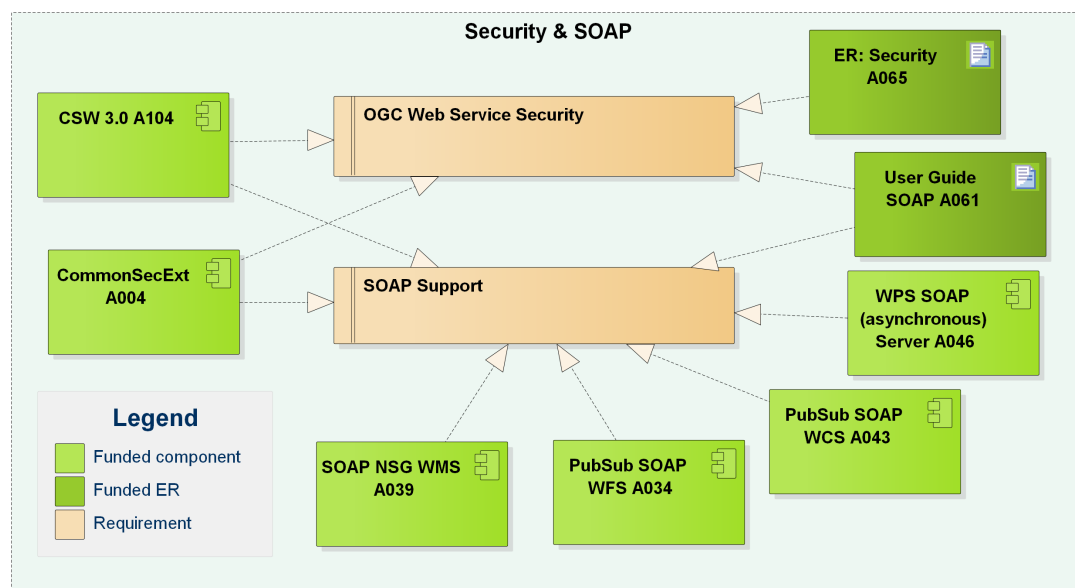 Security & SOAP
ER: Security
A065
CSW 3.0 A104
OGC Web Service Security
User Guide
SOAP A061
CommonSecExt
A004
SOAP Support
WPS SOAP
(asynchronous)
Server A046
PubSub SOAP
WCS A043
SOAP NSG WMS
A039
PubSub SOAP
WFS A034
Legend
Funded component
Funded ER
Requirement